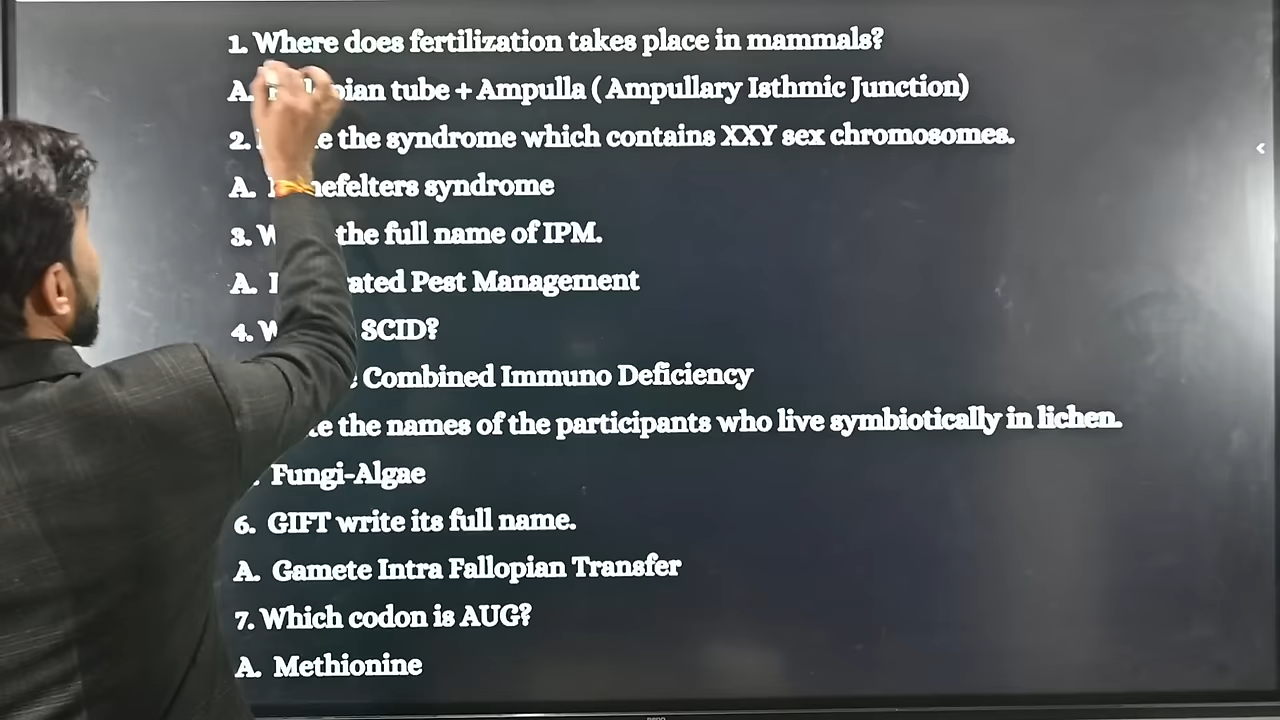 1. Where does fertilization takes place in mammals?
A. pian tube + Ampulla ( Ampullary Isthmic Junction)
2. the syndrome which contains XXY sex chromosomes.
A. nefelters syndrome
3. W the full name of IPM.
A. I rated Pest Management
4. W SCID?
Combined Immuno Deficiency
te the names of the participants who live symbiotically in lichen.
Fungi-Algae
6. GIFT write its full name.
A. Gamete Intra Fallopian Transfer
7. Which codon is AUG?
A. Methionine